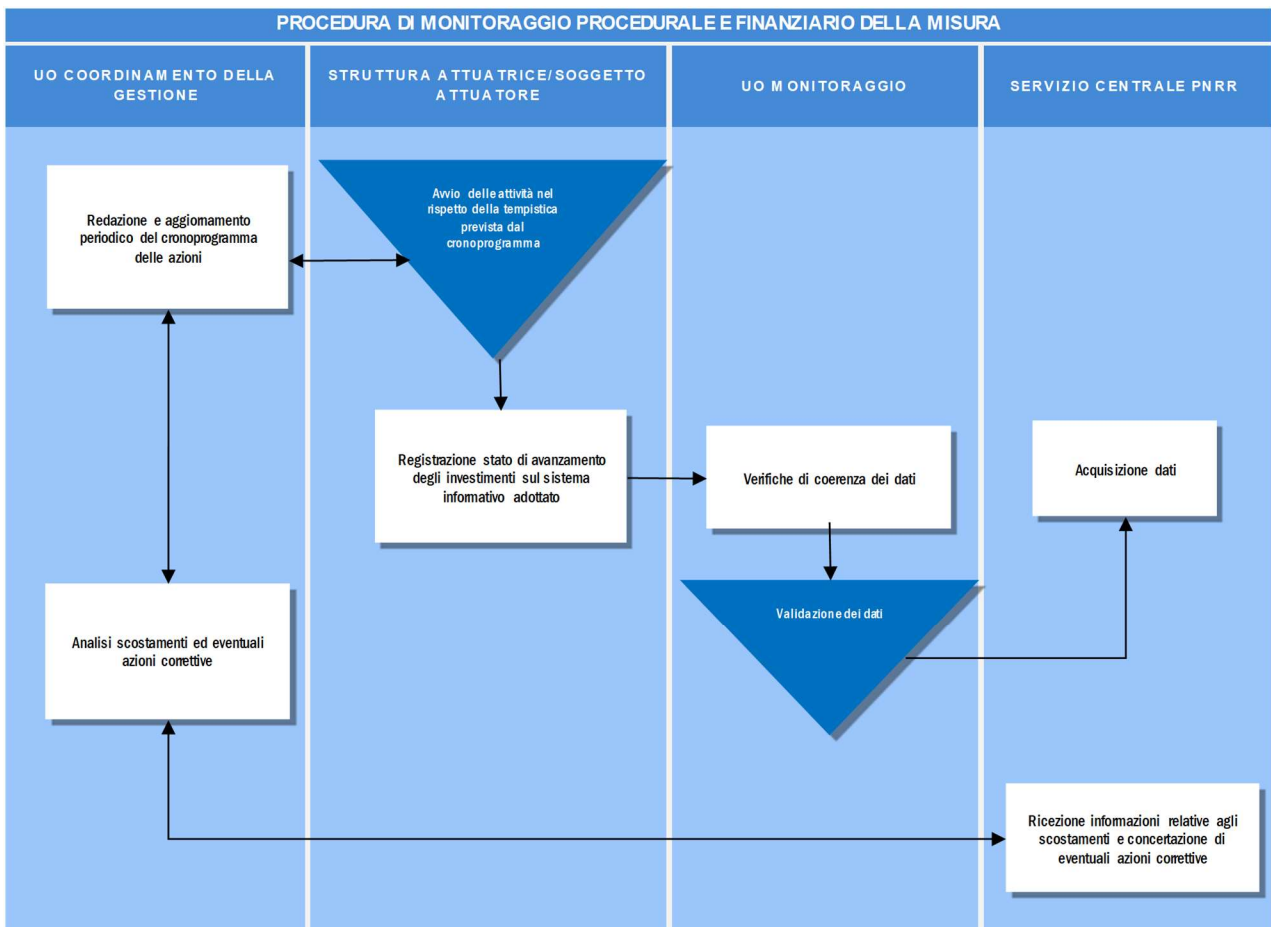 PROCEDURA DI MONITORAGGIO PROCEDURALE E FINANZIARIO DELLA MISURA
UO COORDINAMENTO DELLA
GESTIONE
STRUTTURA ATTUATRICE/SOGGETTO
ATTUATORE
UO MONITORAGGIO
SERVIZIO CENTRALE PNRR
Redazione e aggiornamento
periodico del cronoprogramma
delle azioni
Avvio delle attività nel
rispetto della tempistica
prevista dal
cronoprogramma
Registrazione stato di avanzamento
degli investimenti sul sistema
informativo adottato
Verifiche di coerenza dei dati
Acquisizione dati
Analisi scostamenti ed eventuali
azioni correttive
Validazione dei dati
Ricezione informazioni relative agli
scostamenti e concertazione di
eventuali azioni correttive